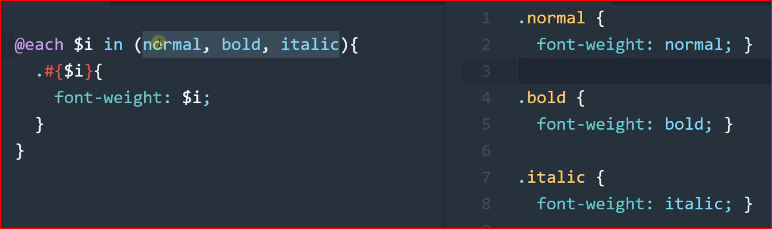 @each $i in (normal, bold, italic){
.#{$i}{
font-weight: $i;
}
}
1 .normal {
2 font-weight: normal; }
3
4 .bold {
5 font-weight: bold; }
6
7 .italic {
8 font-weight: italic; }